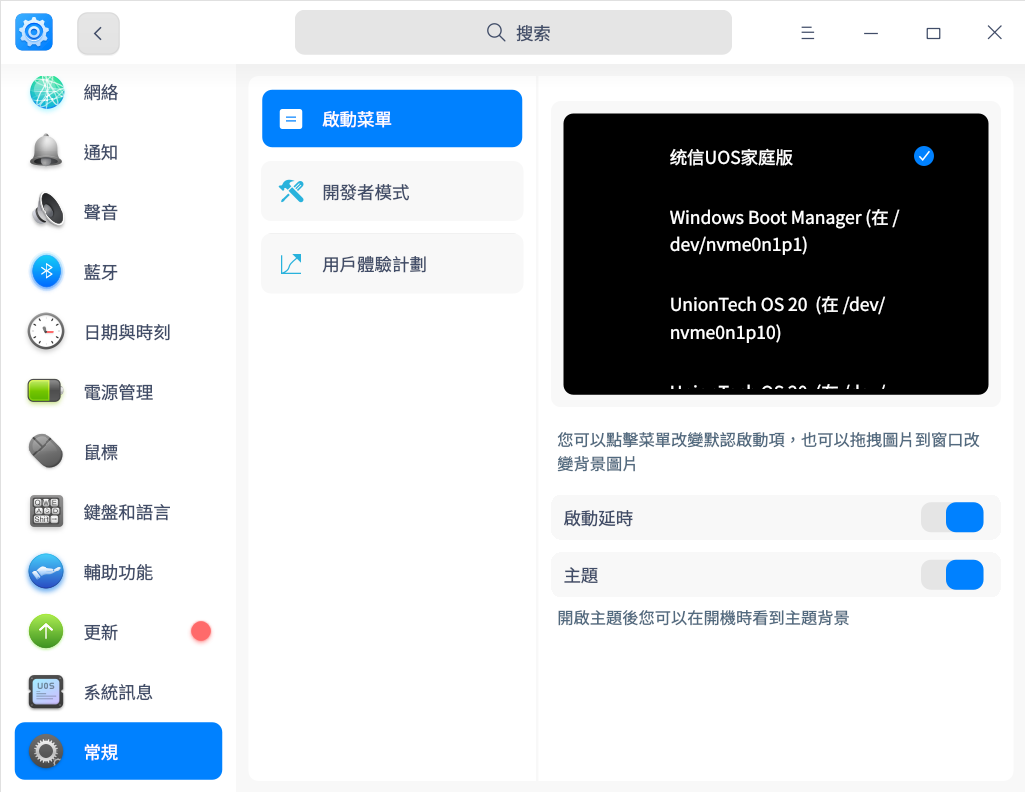 搜索
網絡
通知
聲音
藍牙
日期與時刻
電源管理
鼠標
鍵盤和語言
輔助功能
更新
系統訊息
常規
啟動菜單
開發者模式
用戶體驗計劃
统信UOS家庭版
Windows Boot Manager (在 /
dev/nvme0n1p1)
UnionTech OS 20  (在 /dev/
nvme0n1p10)
UnionTech OS 20  (在 /dev/
您可以點擊菜單改變默認啟動項，也可以拖拽圖片到窗口改
變背景圖片
啟動延時
主題
開啟主題後您可以在開機時看到主題背景